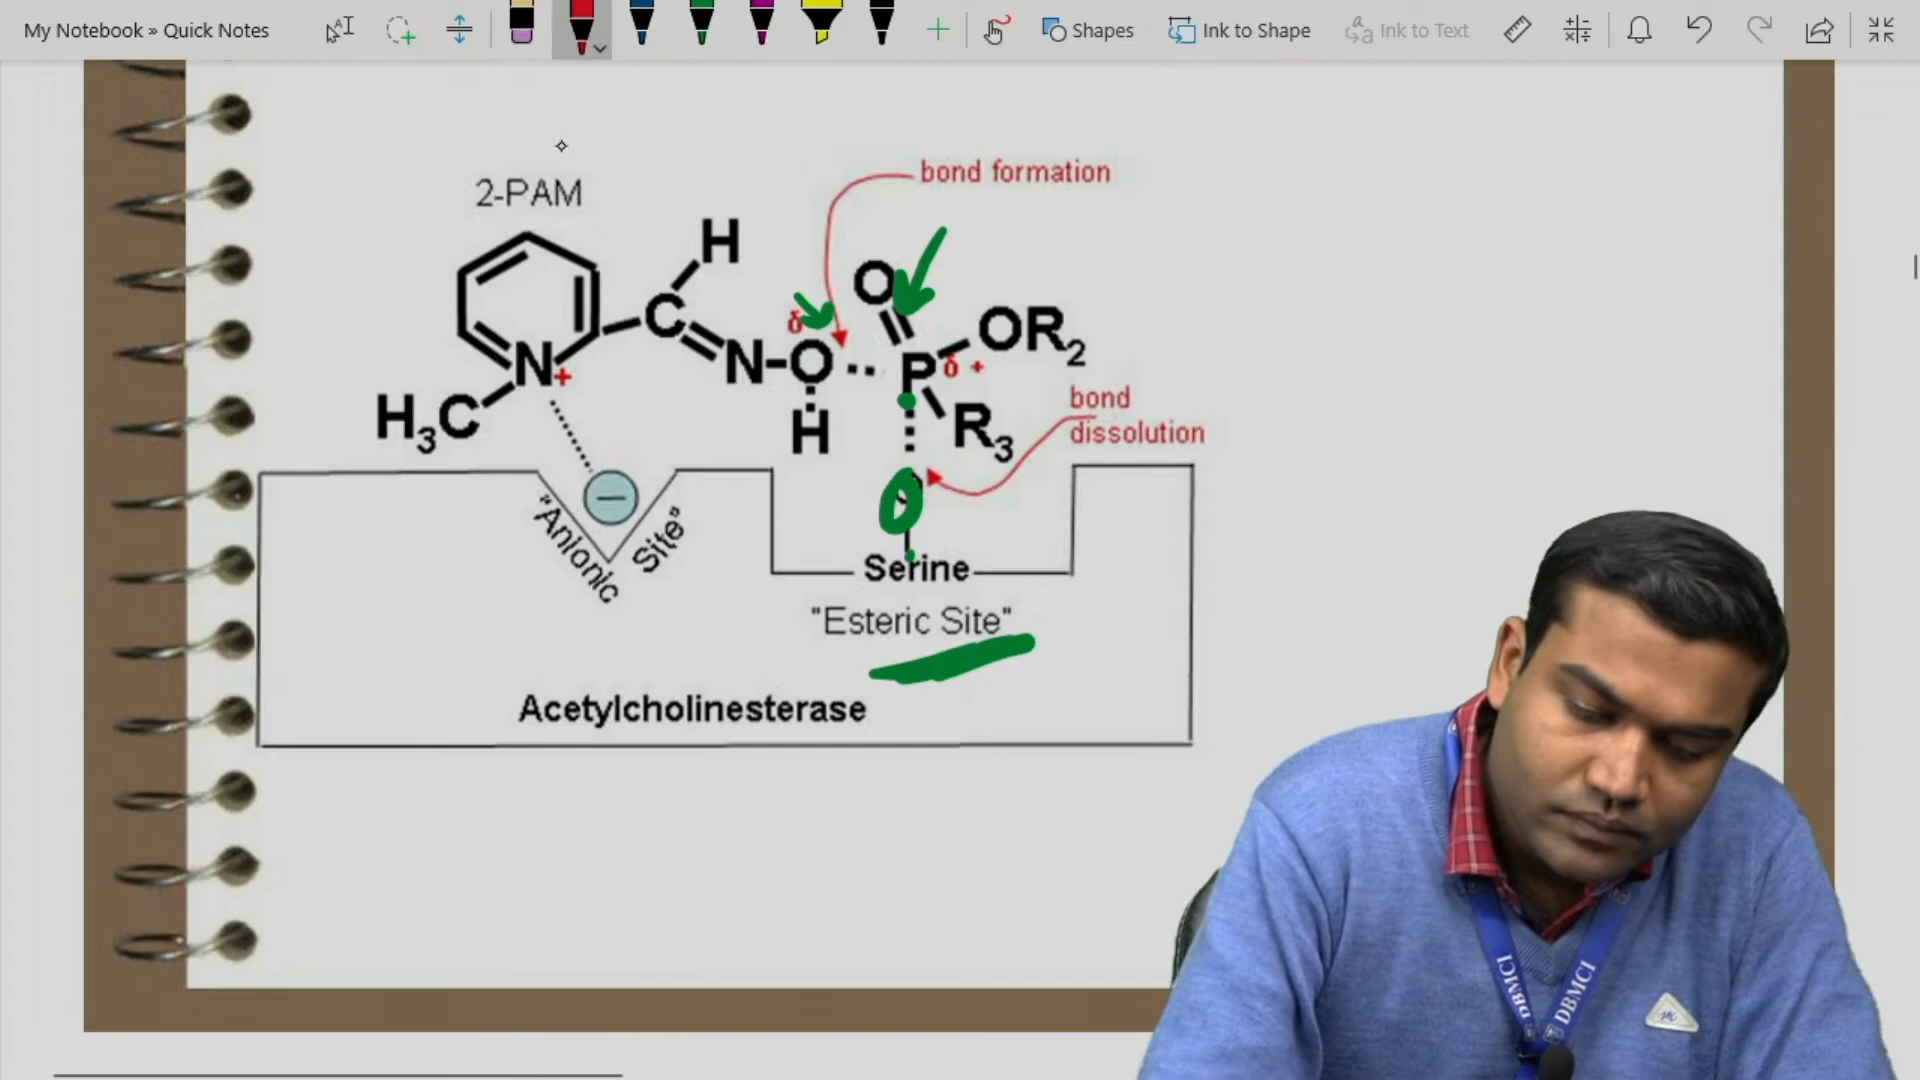 My Notebook » Quick Notes
Shapes
Ink to Shape
Ink to Text
bond formation
2-PAM
H
O
δ
OR2
C
N-O
P
δ +
N+
H3C
H
R3
bond
dissolution
"Anionic
Site"
O
Serine
"Esteric Site"
Acetylcholinesterase
DBMCI
DBMCI